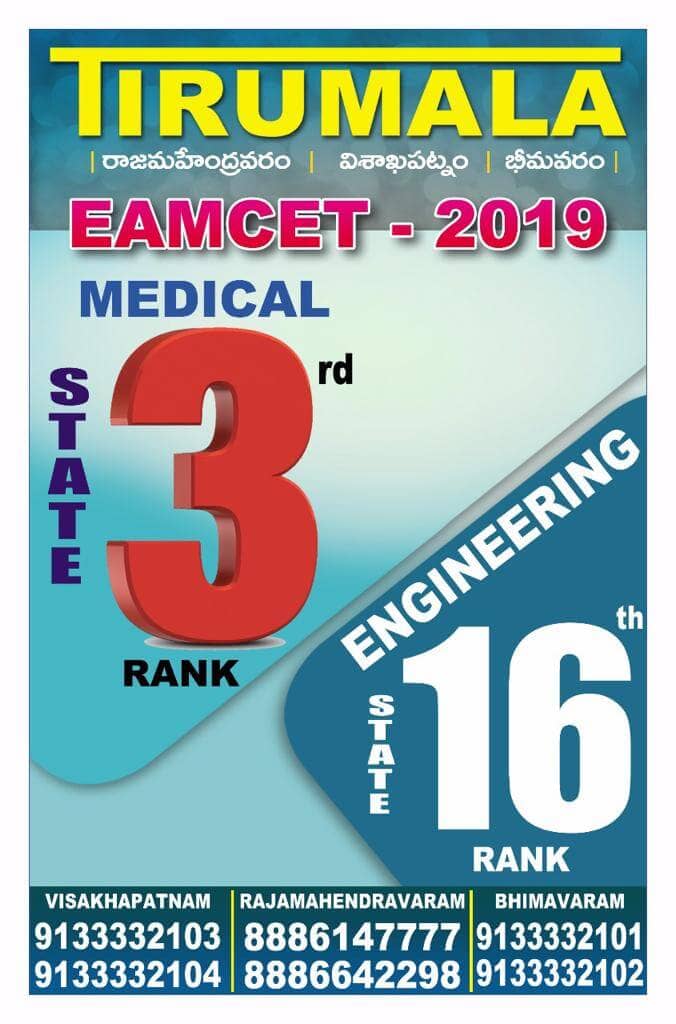 TIRUMALA
| రాజమహేంద్రవరం | విశాఖపట్నం | భీమవరం |
EAMCET - 2019
MEDICAL
STATE
3rd
RANK
ENGINEERING
STATE
16th
RANK
VISAKHAPATNAM
9133332103
9133332104
RAJAMAHENDRAVARAM
8886147777
8886642298
BHIMAVARAM
9133332101
9133332102